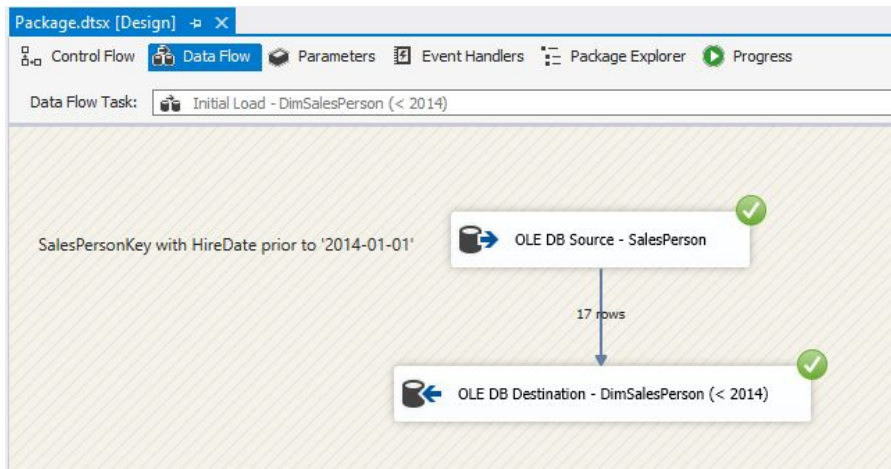 Package.dtsx [Design]
Control Flow Data Flow Parameters Event Handlers Package Explorer Progress
Data Flow Task: Initial Load - DimSalesPerson (< 2014)
SalesPersonKey with HireDate prior to '2014-01-01'
OLE DB Source - SalesPerson
17 rows
OLE DB Destination - DimSalesPerson (< 2014)